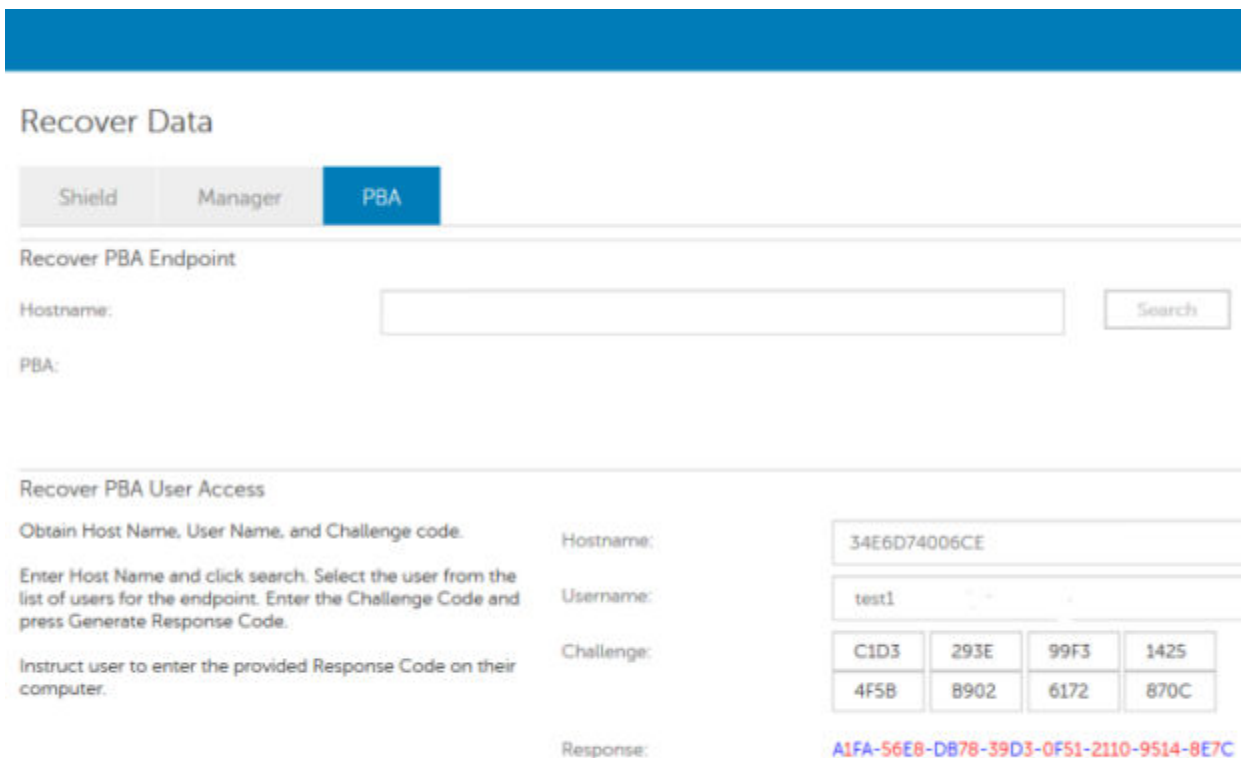 Recover Data
Shield Manager PBA
Recover PBA Endpoint
Hostname: Search
PBA:
Recover PBA User Access
Obtain Host Name, User Name, and Challenge code.
Enter Host Name and click search. Select the user from the
list of users for the endpoint. Enter the Challenge Code and
press Generate Response Code.
Instruct user to enter the provided Response Code on their
computer.
Hostname: 34E6D74006CE
Username: test1
Challenge: C1D3 293E 99F3 1425
4F5B B902 6172 870C
Response: A1FA-56E8-DB78-39D3-0F51-2110-9514-8E7C